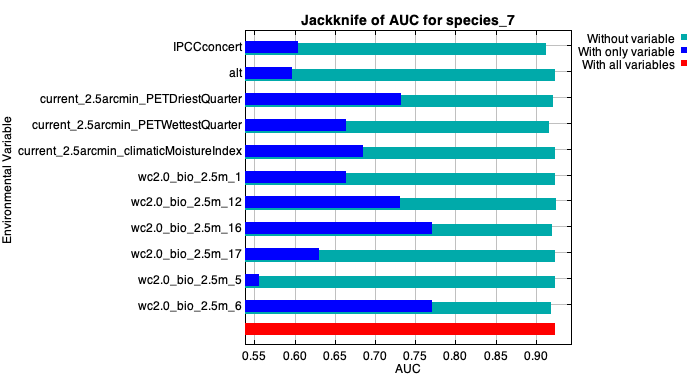 Jackknife of AUC for species_7
Without variable
With only variable
With all variables
Environmental Variable
IPCCconcert
alt
current_2.5arcmin_PETDriestQuarter
current_2.5arcmin_PETWettestQuarter
current_2.5arcmin_climaticMoistureIndex
wc2.0_bio_2.5m_1
wc2.0_bio_2.5m_12
wc2.0_bio_2.5m_16
wc2.0_bio_2.5m_17
wc2.0_bio_2.5m_5
wc2.0_bio_2.5m_6
0.55 0.60 0.65 0.70 0.75 0.80 0.85 0.90
AUC